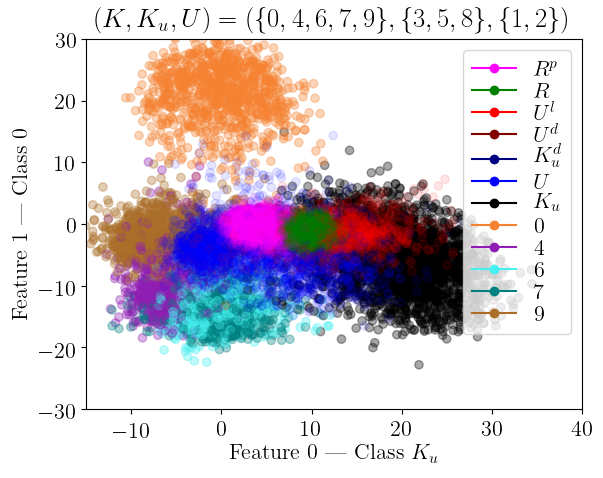 (K, K_u, U) = ({0, 4, 6, 7, 9}, {3, 5, 8}, {1, 2})
30
20
10
0
−10
−20
−30
Feature 1 — Class 0
R^p
R
U^l
U^d
K_u^d
U
K_u
0
4
6
7
9
−10
0
10
20
30
40
Feature 0 — Class K_u